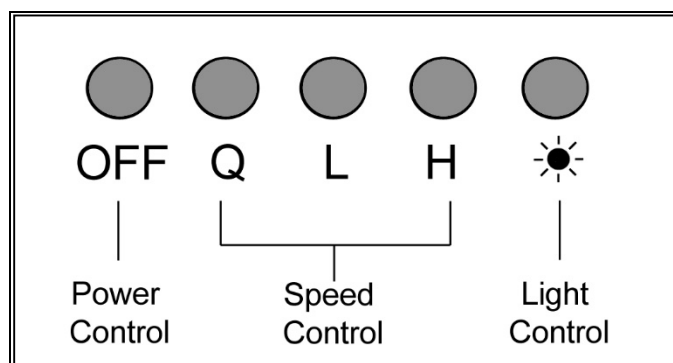 OFF Q L H
Power Control
Speed Control
Light Control